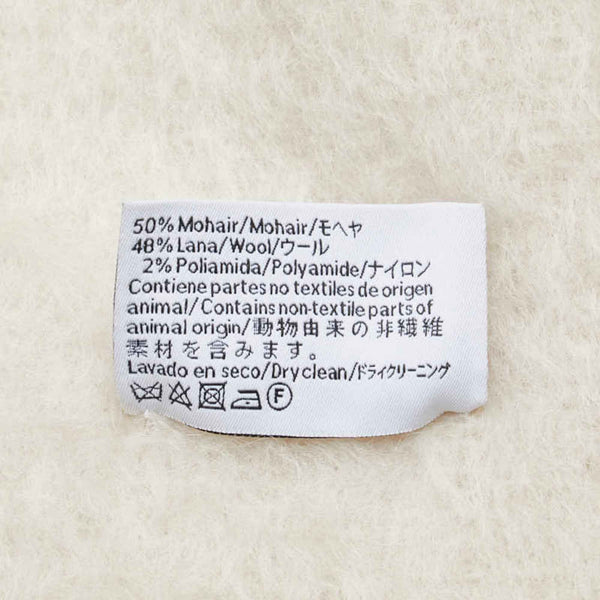 50% Mohair/Mohair/モヘヤ
48% Lana/Wool/ウール
2% Poliamida/Polyamide/ナイロン
Contiene partes no textiles de origen
animal/Contains non-textile parts of
animal origin/動物由来の非繊維
素材を含みます。
Lavado en seco/Dry clean/ドライクリーニング
F